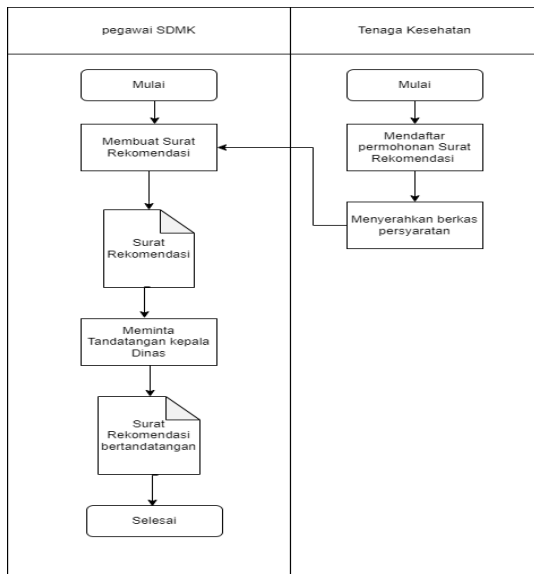 pegawai SDMK
Tenaga Kesehatan
Mulai
Membuat Surat
Rekomendasi
Surat
Rekomendasi
Meminta
Tandatangan kepala
Dinas
Surat
Rekomendasi
bertandatangan
Selesai
Mulai
Mendaftar
permohonan Surat
Rekomendasi
Menyerahkan berkas
persyaratan